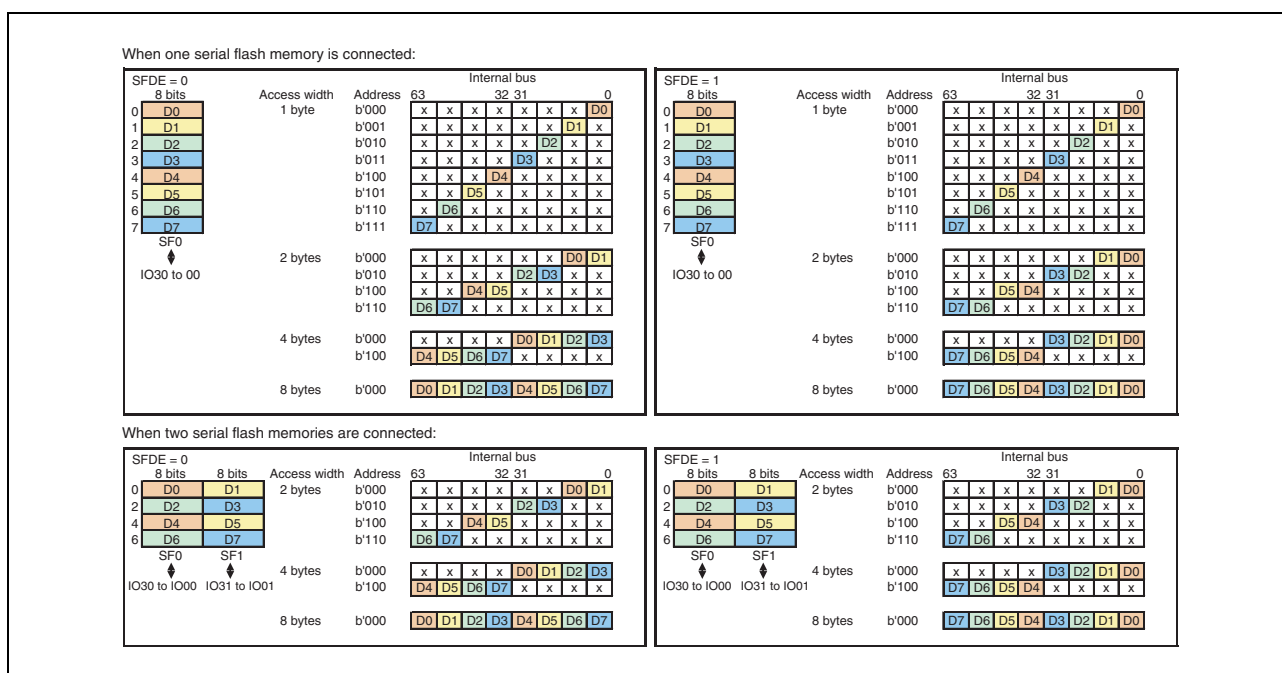 When one serial flash memory is connected:
SFDE = 0 Internal bus
8 bits Access width Address 63 32 31 0
0 D0 1 byte b'000 x x x x x x x D0
1 D1 b'001 x x x x x x D1 x
2 D2 b'010 x x x x x D2 x x
3 D3 b'011 x x x x D3 x x x
4 D4 b'100 x x x D4 x x x x
5 D5 b'101 x x D5 x x x x x
6 D6 b'110 x D6 x x x x x x
7 D7 b'111 D7 x x x x x x x
SF0
2 bytes b'000 x x x x x x D0 D1
IO30 to 00 b'010 x x x x D2 D3 x x
b'100 x x D4 D5 x x x x
b'110 D6 D7 x x x x x x
4 bytes b'000 x x x x D0 D1 D2 D3
b'100 D4 D5 D6 D7 x x x x
8 bytes b'000 D0 D1 D2 D3 D4 D5 D6 D7
SFDE = 1 Internal bus
8 bits Access width Address 63 32 31 0
0 D0 1 byte b'000 x x x x x x x D0
1 D1 b'001 x x x x x x D1 x
2 D2 b'010 x x x x x D2 x x
3 D3 b'011 x x x x D3 x x x
4 D4 b'100 x x x D4 x x x x
5 D5 b'101 x x D5 x x x x x
6 D6 b'110 x D6 x x x x x x
7 D7 b'111 D7 x x x x x x x
SF0
2 bytes b'000 x x x x x x D1 D0
IO30 to 00 b'010 x x x x D3 D2 x x
b'100 x x D5 D4 x x x x
b'110 D7 D6 x x x x x x
4 bytes b'000 x x x x D3 D2 D1 D0
b'100 D7 D6 D5 D4 x x x x
8 bytes b'000 D7 D6 D5 D4 D3 D2 D1 D0
When two serial flash memories are connected:
SFDE = 0 Internal bus
8 bits 8 bits Access width Address 63 32 31 0
0 D0 D1 2 bytes b'000 x x x x x x D0 D1
2 D2 D3 b'010 x x x x D2 D3 x x
4 D4 D5 b'100 x x D4 D5 x x x x
6 D6 D7 b'110 D6 D7 x x x x x x
SF0 SF1
4 bytes b'000 x x x x D0 D1 D2 D3
IO30 to IO00 IO31 to IO01 b'100 D4 D5 D6 D7 x x x x
8 bytes b'000 D0 D1 D2 D3 D4 D5 D6 D7
SFDE = 1 Internal bus
8 bits 8 bits Access width Address 63 32 31 0
0 D0 D1 2 bytes b'000 x x x x x x D1 D0
2 D2 D3 b'010 x x x x D3 D2 x x
4 D4 D5 b'100 x x D5 D4 x x x x
6 D6 D7 b'110 D7 D6 x x x x x x
SF0 SF1
4 bytes b'000 x x x x D3 D2 D1 D0
IO30 to IO00 IO31 to IO01 b'100 D7 D6 D5 D4 x x x x
8 bytes b'000 D7 D6 D5 D4 D3 D2 D1 D0